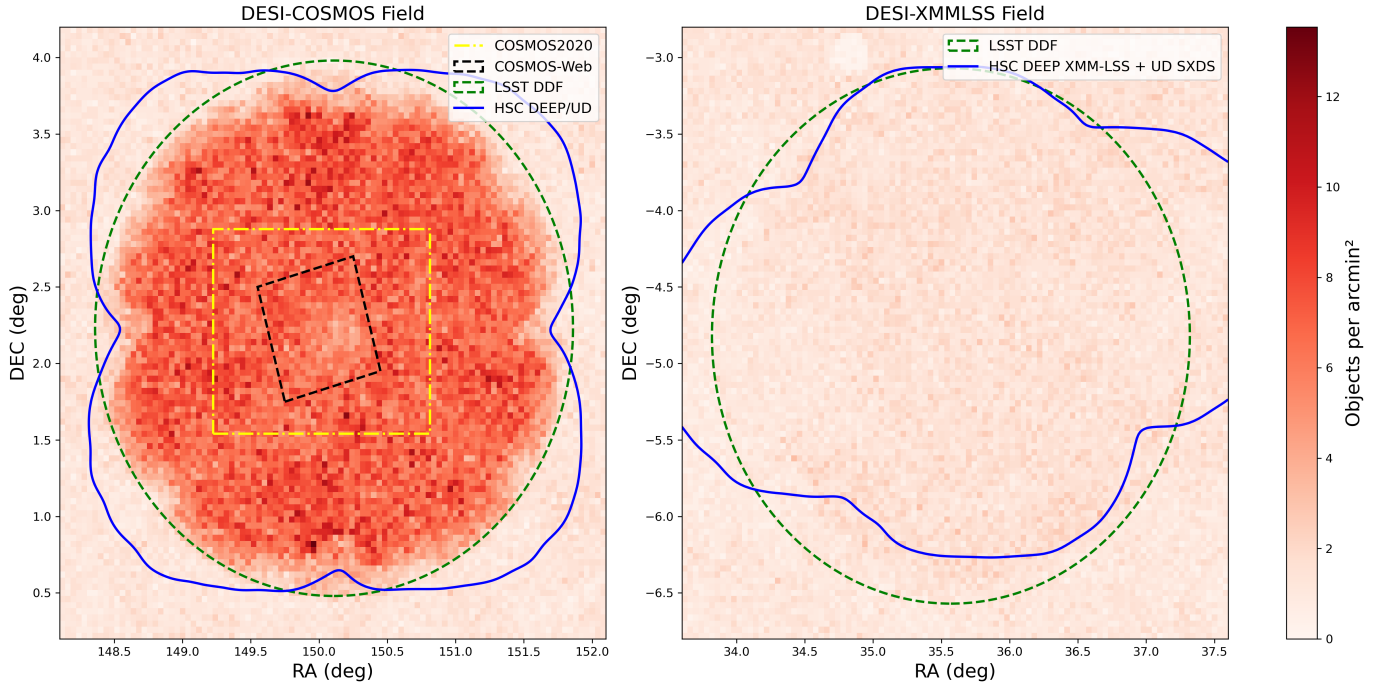 DESI-COSMOS Field
COSMOS2020
COSMOS-Web
LSST DDF
HSC DEEP/UD
4.0
3.5
3.0
2.5
2.0
1.5
1.0
0.5
DEC (deg)
148.5 149.0 149.5 150.0 150.5 151.0 151.5 152.0
RA (deg)
DESI-XMMLSS Field
LSST DDF
HSC DEEP XMM-LSS + UD SXDS
−3.0
−3.5
−4.0
−4.5
−5.0
−5.5
−6.0
−6.5
DEC (deg)
34.0 34.5 35.0 35.5 36.0 36.5 37.0 37.5
RA (deg)
12
10
8
6
4
2
0
Objects per arcmin²